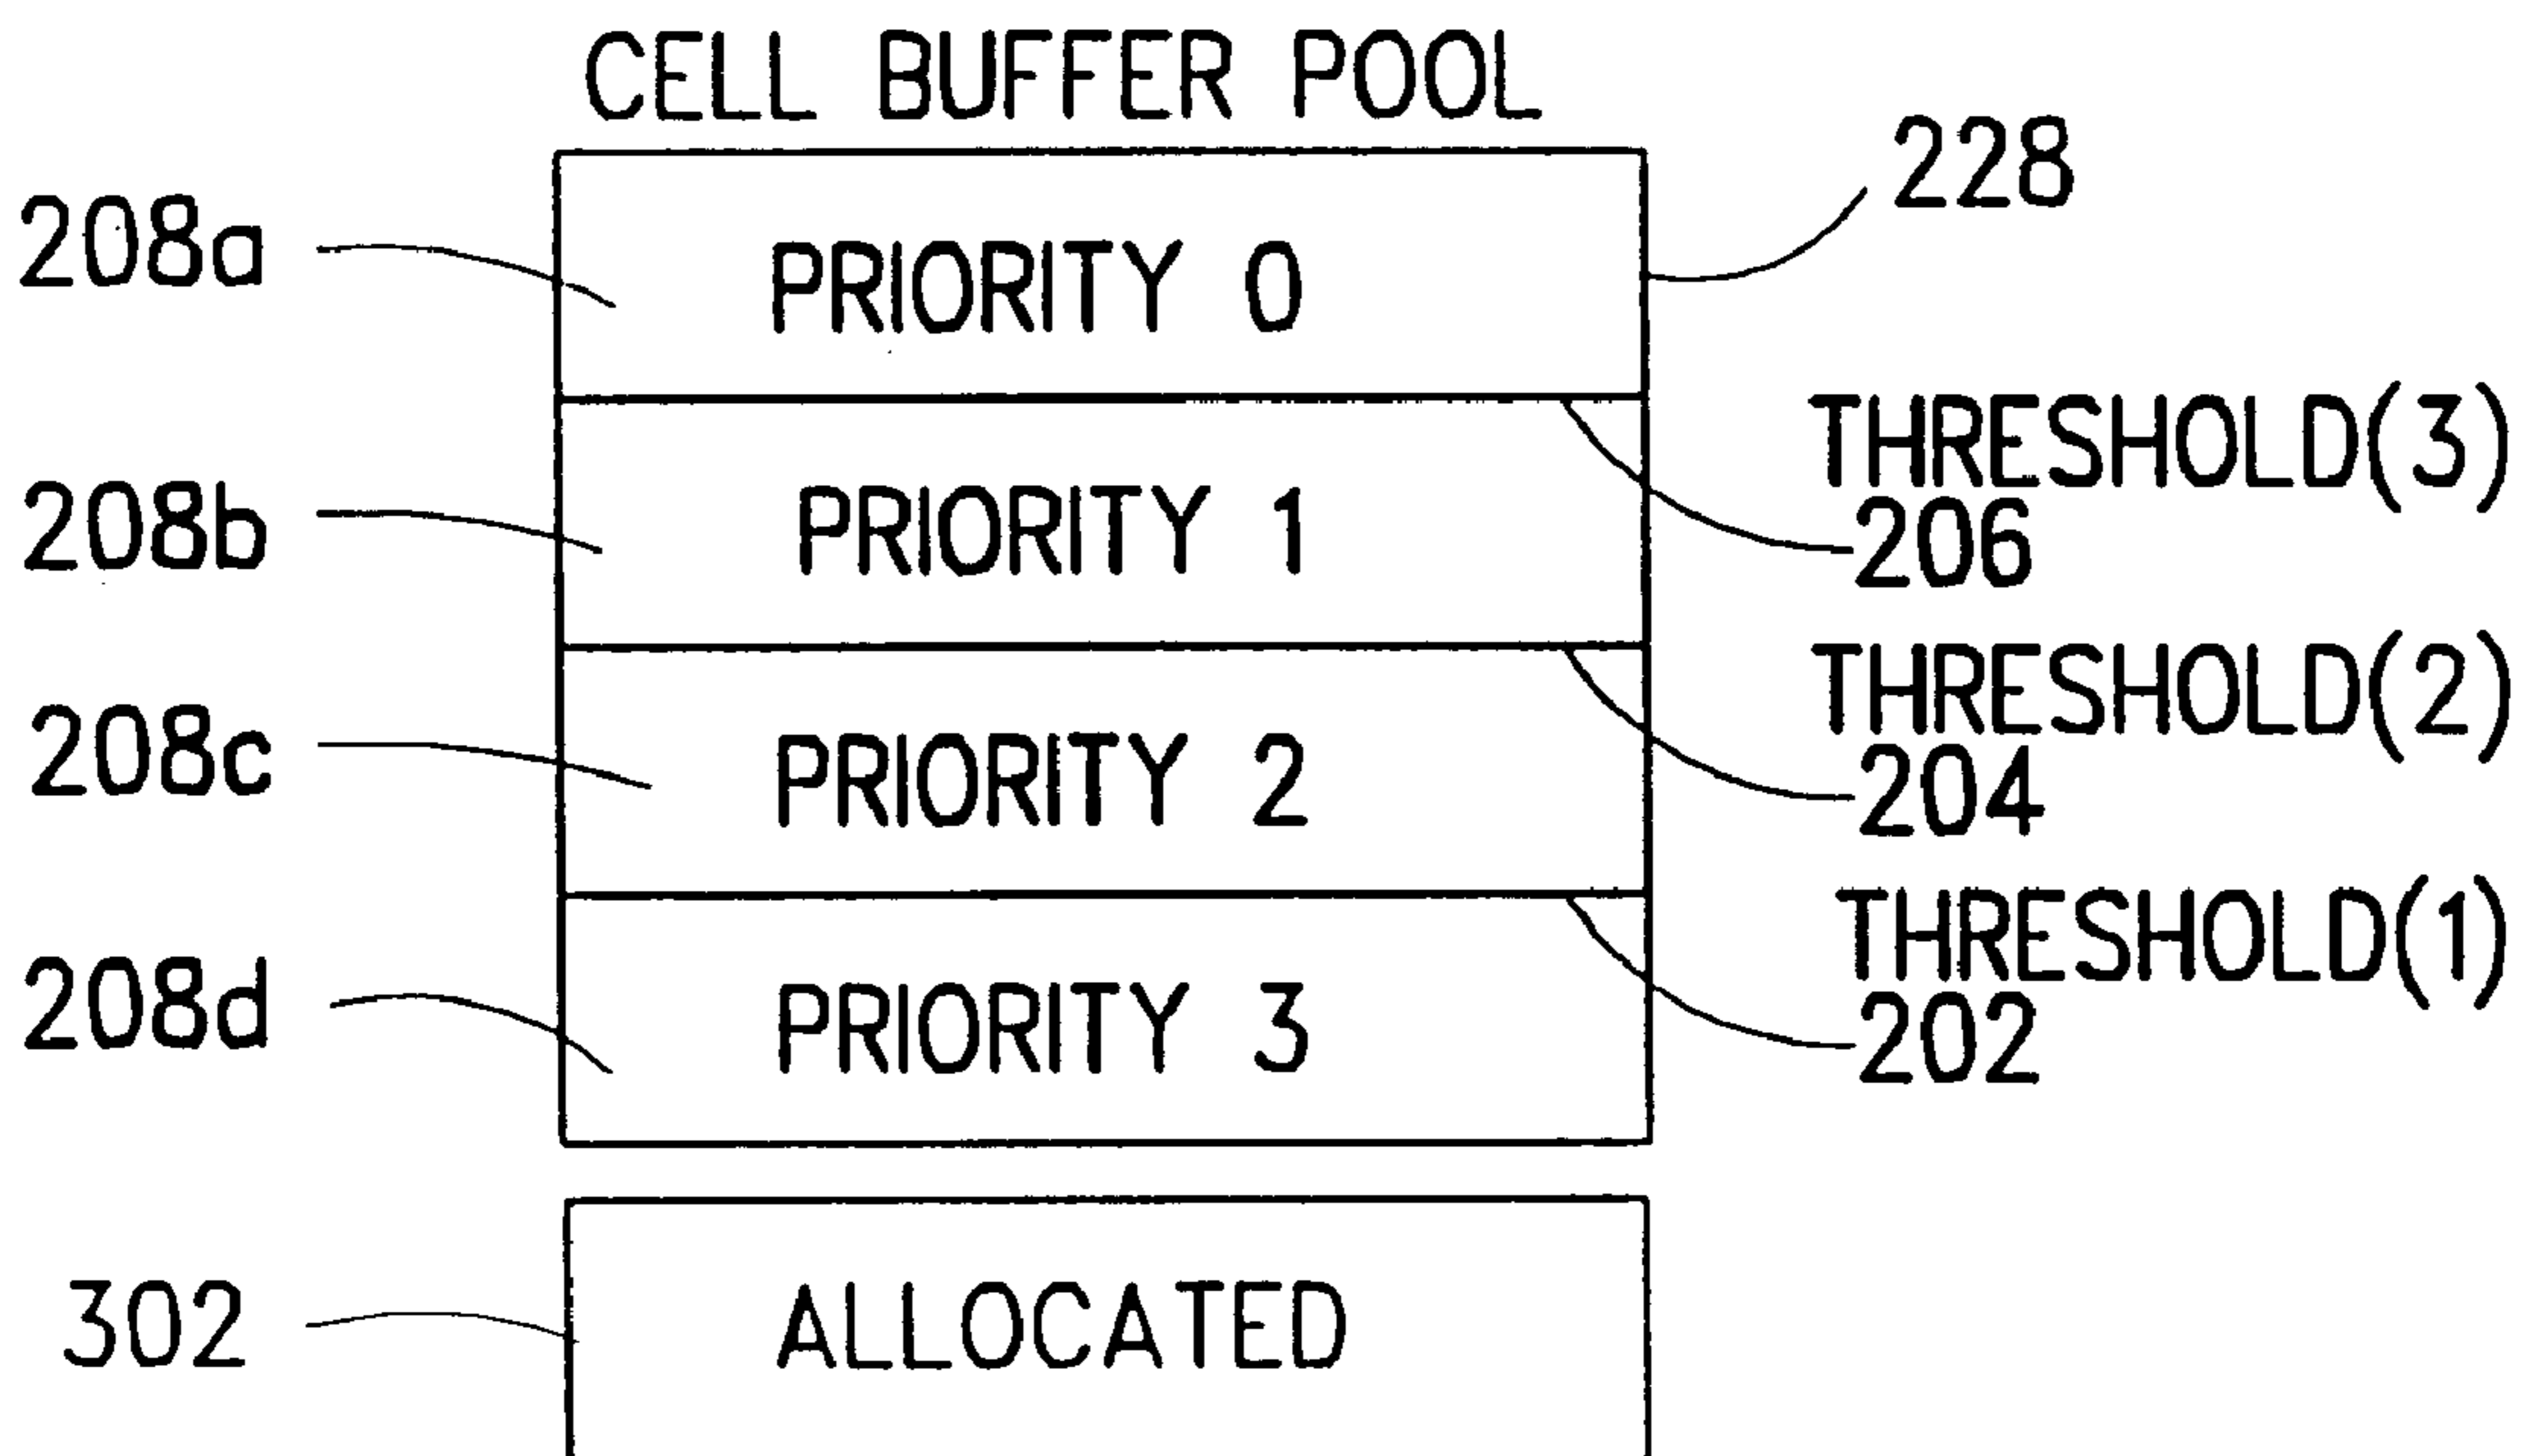 CELL BUFFER POOL
228
208a
PRIORITY 0
THRESHOLD(3)
206
208b
PRIORITY 1
THRESHOLD(2)
204
208c
PRIORITY 2
THRESHOLD(1)
202
208d
PRIORITY 3
302
ALLOCATED